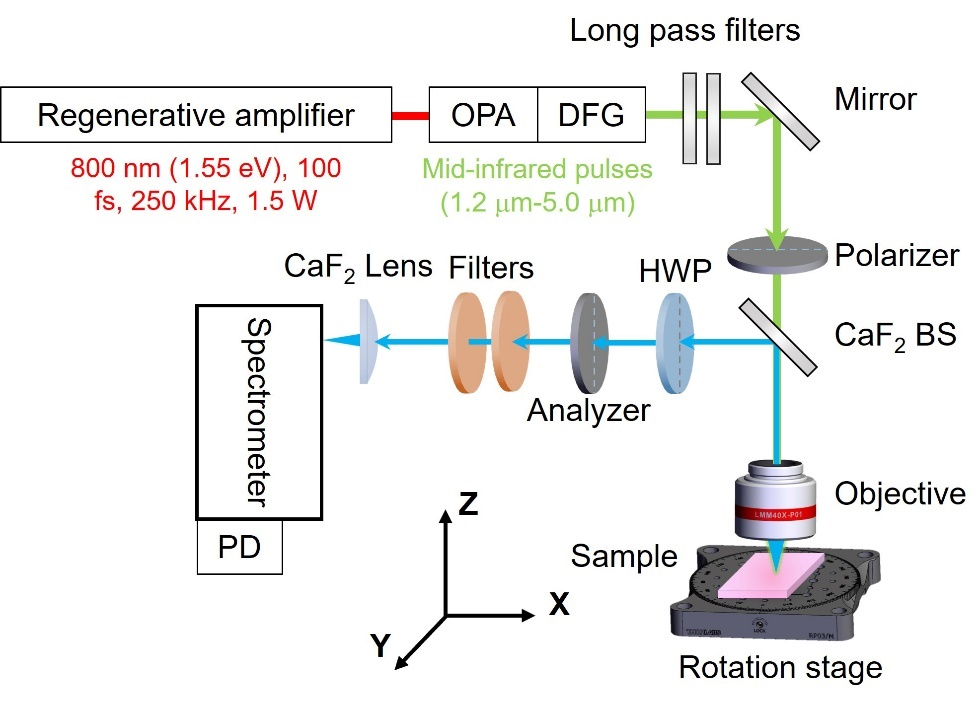 Long pass filters
Regenerative amplifier
OPA
DFG
Mirror
800 nm (1.55 eV), 100
fs, 250 kHz, 1.5 W
Mid-infrared pulses
(1.2 μm-5.0 μm)
Polarizer
CaF₂ Lens
Filters
HWP
CaF₂ BS
Spectrometer
Analyzer
Objective
LMM40X-P01
PD
Z
Sample
X
Y
LOCK
RP03/M
Rotation stage